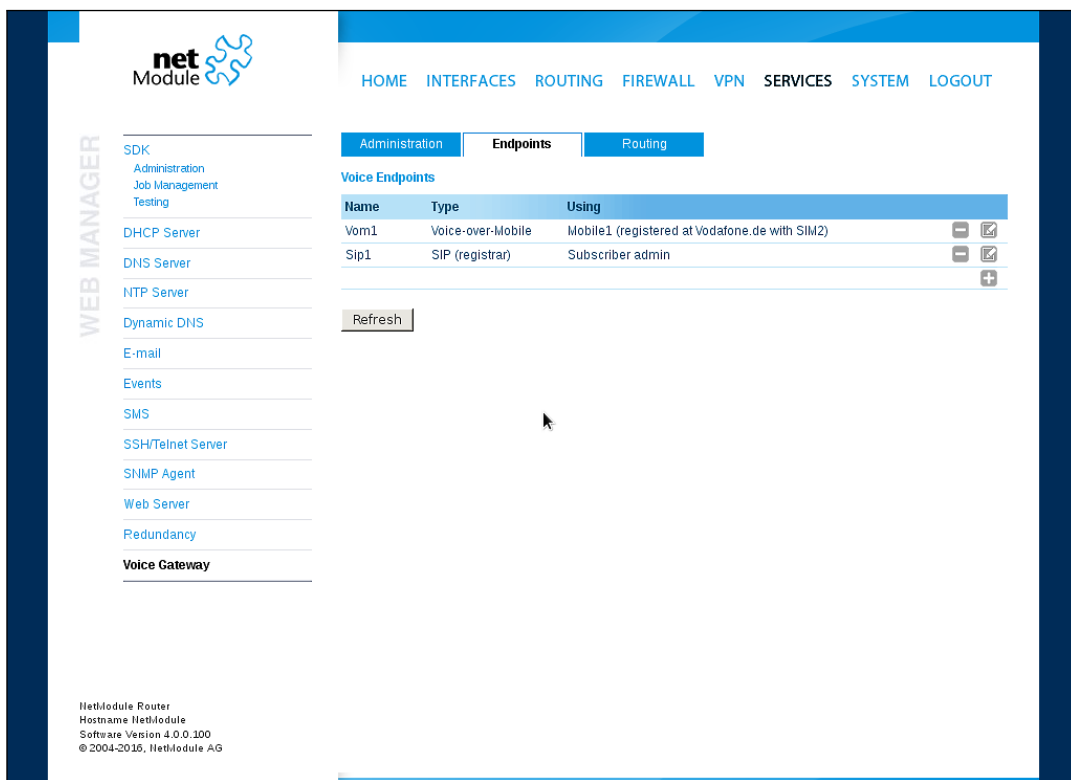 net
Module
HOME INTERFACES ROUTING FIREWALL VPN SERVICES SYSTEM LOGOUT
WEB MANAGER
SDK
Administration
Job Management
Testing
DHCP Server
DNS Server
NTP Server
Dynamic DNS
E-mail
Events
SMS
SSH/Telnet Server
SNMP Agent
Web Server
Redundancy
Voice Gateway
Administration Endpoints Routing
Voice Endpoints
Name Type Using
Vom1 Voice-over-Mobile Mobile1 (registered at Vodafone.de with SIM2)
Sip1 SIP (registrar) Subscriber admin
Refresh
NetModule Router
Hostname NetModule
Software Version 4.0.0.100
© 2004-2016, NetModule AG